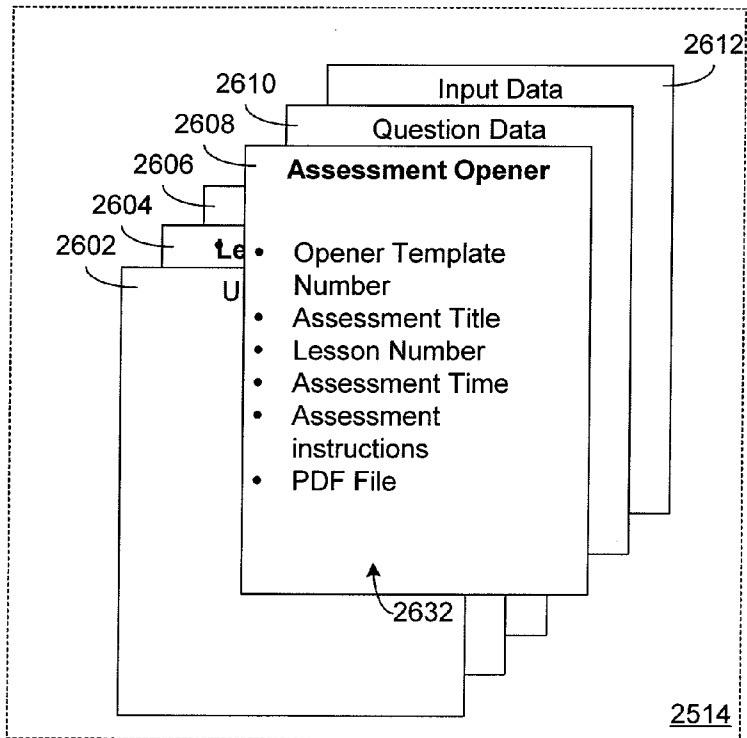 2612
Input Data
2610
Question Data
2608
Assessment Opener
2606
2604
Le
2602
U
• Opener Template
Number
• Assessment Title
• Lesson Number
• Assessment Time
• Assessment
instructions
• PDF File
2632
2514